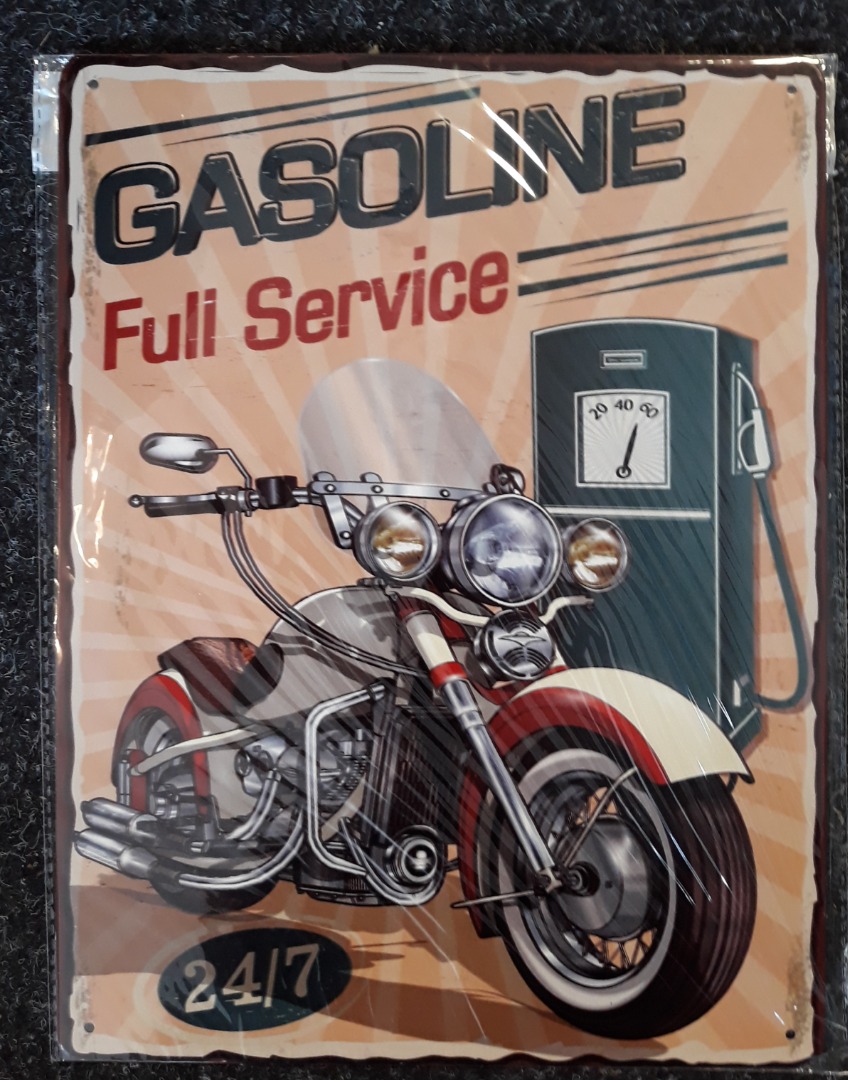 GASOLINE
Full Service
20 40 60
24/7